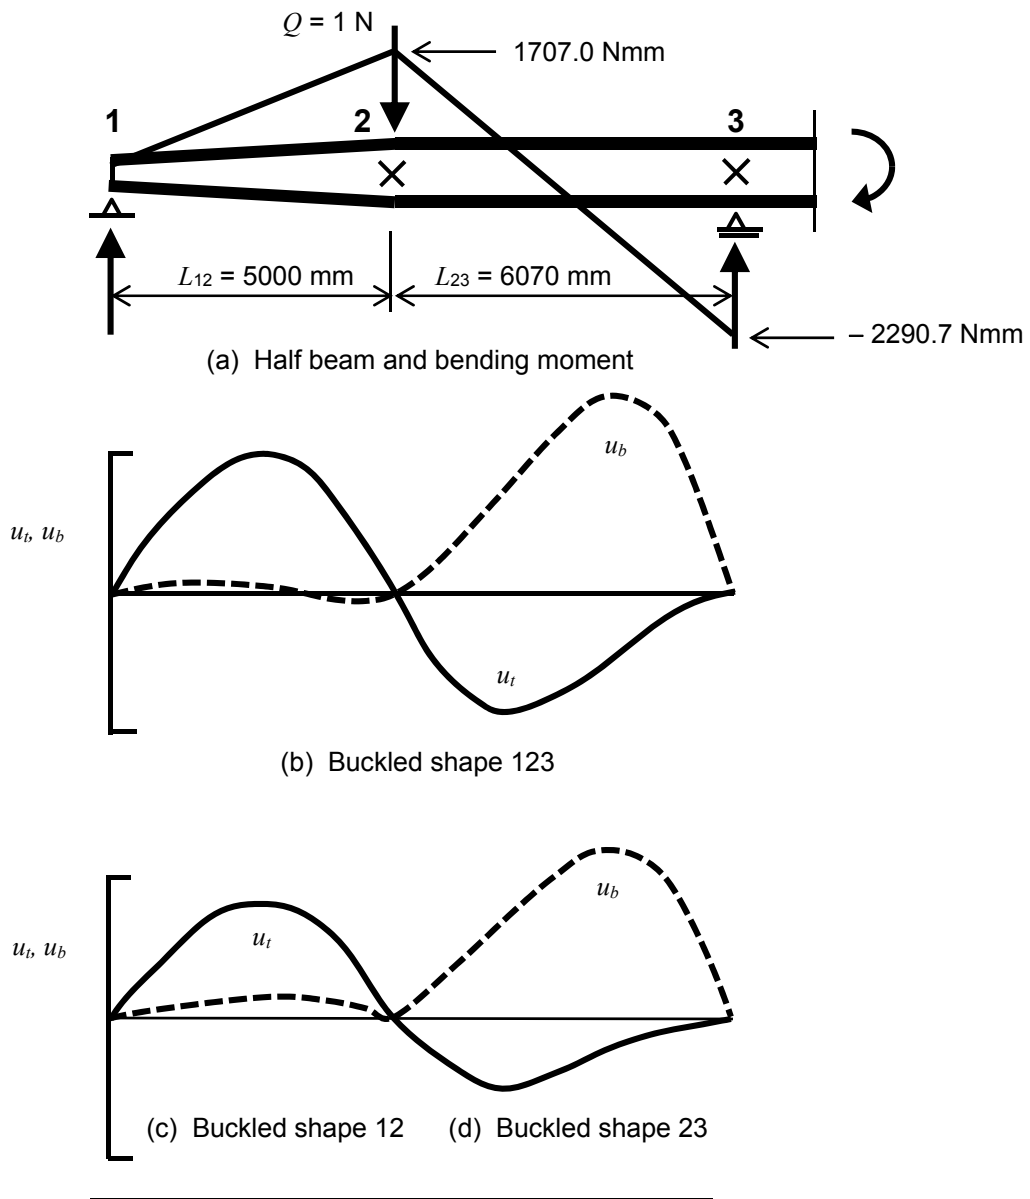 Q = 1 N
1707.0 Nmm
1
2
3
L12 = 5000 mm
L23 = 6070 mm
– 2290.7 Nmm
(a) Half beam and bending moment
ub
ut, ub
ut
(b) Buckled shape 123
ub
ut
ut, ub
(c) Buckled shape 12
(d) Buckled shape 23